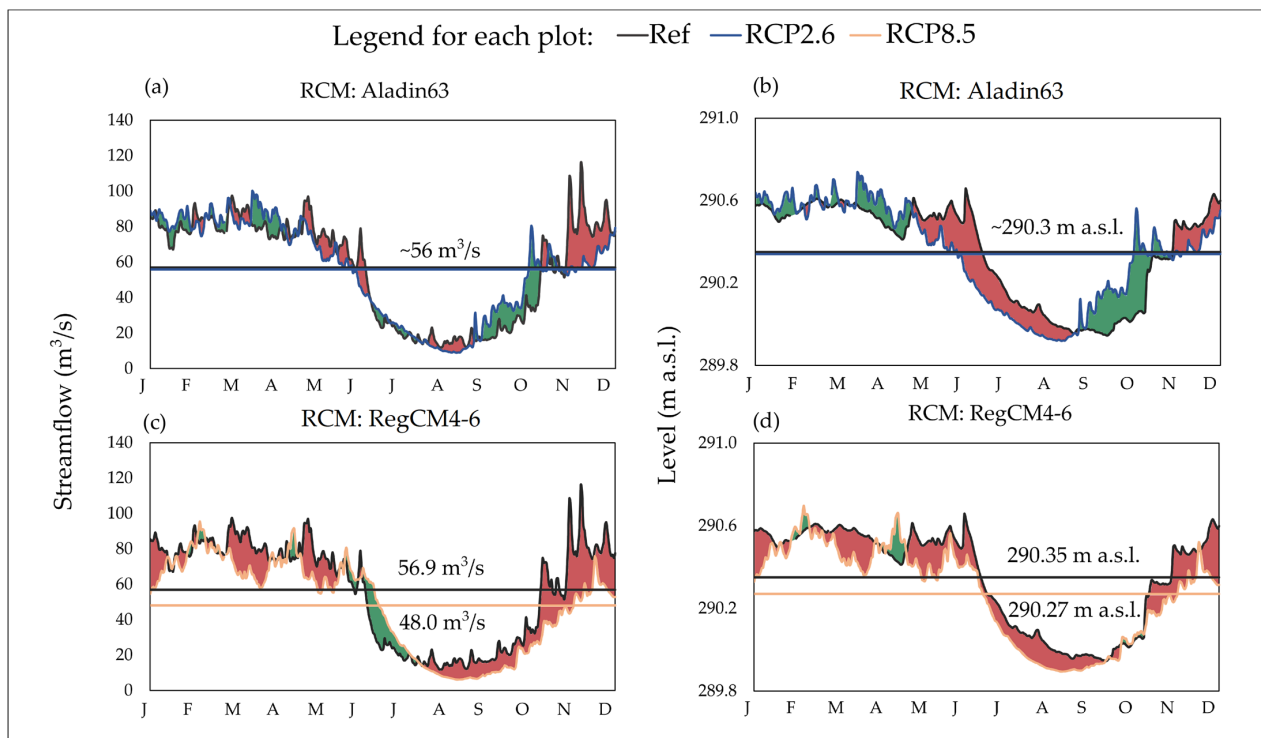 Legend for each plot: Ref RCP2.6 RCP8.5
(a)
RCM: Aladin63
140
120
100
80
60
40
20
0
~56 m³/s
J F M A M J J A S O N D
(b)
RCM: Aladin63
291.0
290.6
290.2
289.8
~290.3 m a.s.l.
J F M A M J J A S O N D
Streamflow (m³/s)
Level (m a.s.l.)
(c)
RCM: RegCM4-6
140
120
100
80
60
40
20
0
56.9 m³/s
48.0 m³/s
J F M A M J J A S O N D
(d)
RCM: RegCM4-6
291.0
290.6
290.2
289.8
290.35 m a.s.l.
290.27 m a.s.l.
J F M A M J J A S O N D